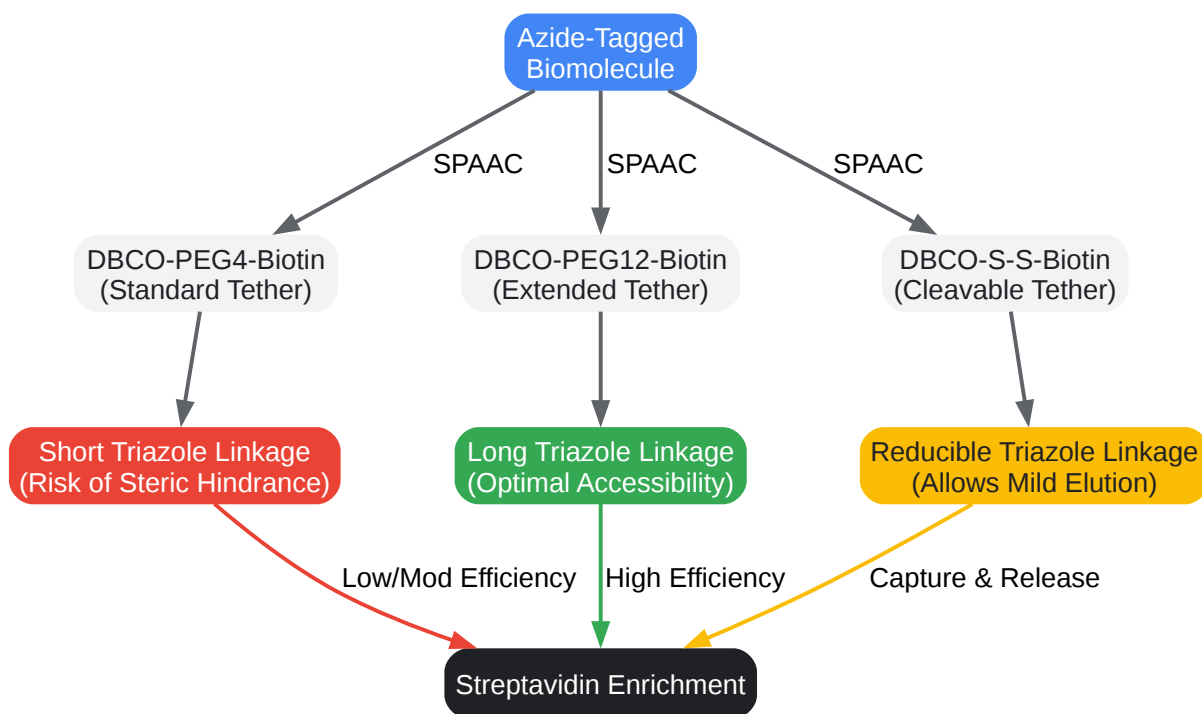 Azide-Tagged
Biomolecule
SPAAC
SPAAC
SPAAC
DBCO-PEG4-Biotin
(Standard Tether)
DBCO-PEG12-Biotin
(Extended Tether)
DBCO-S-S-Biotin
(Cleavable Tether)
Short Triazole Linkage
(Risk of Steric Hindrance)
Long Triazole Linkage
(Optimal Accessibility)
Reducible Triazole Linkage
(Allows Mild Elution)
Low/Mod Efficiency
High Efficiency
Capture & Release
Streptavidin Enrichment